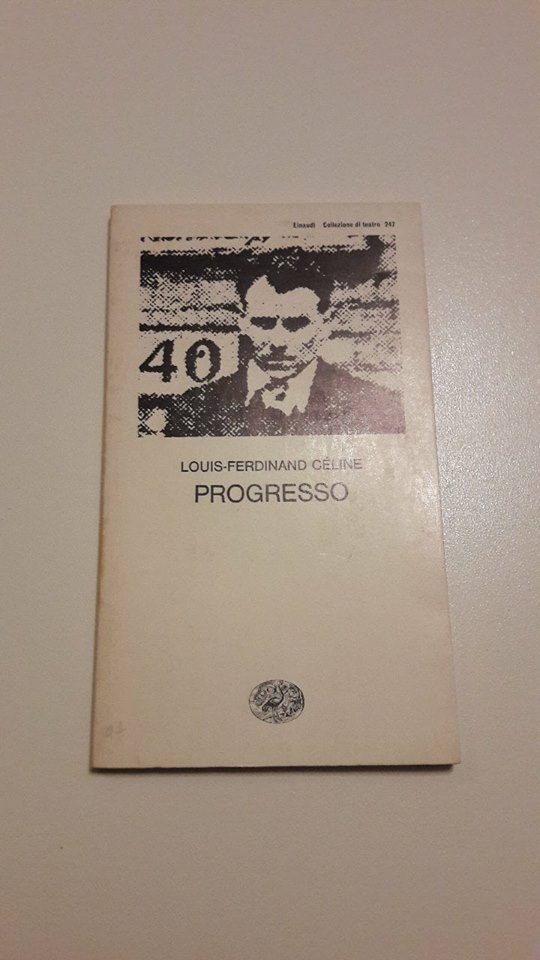 Einaudi Collezione di teatro 247
40
LOUIS-FERDINAND CÉLINE
PROGRESSO